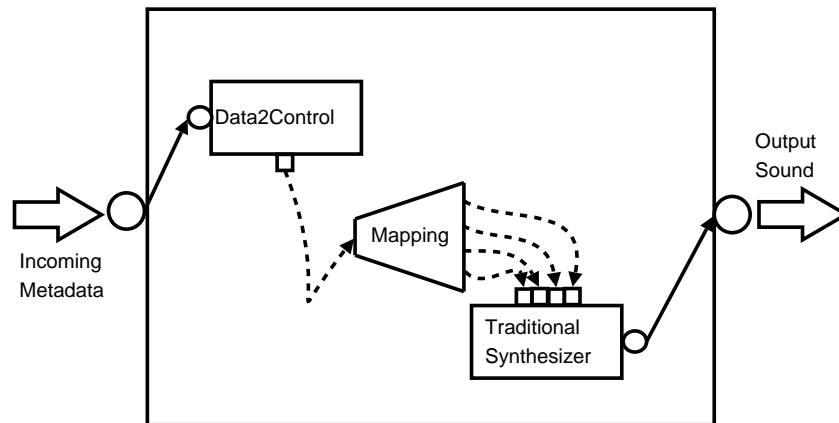 Data2Control
Output
Sound
Mapping
Incoming
Metadata
Traditional
Synthesizer